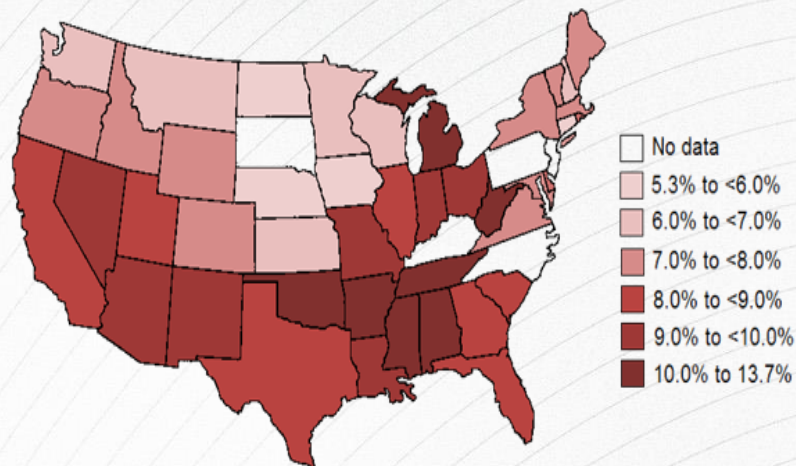 No data
5.3% to <6.0%
6.0% to <7.0%
7.0% to <8.0%
8.0% to <9.0%
9.0% to <10.0%
10.0% to 13.7%